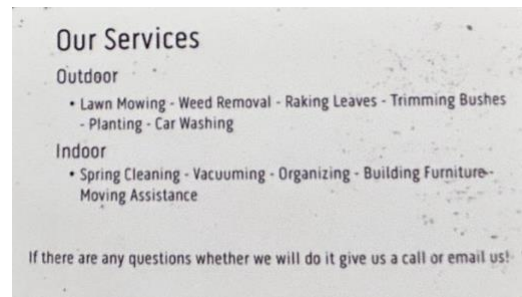 Our Services
Outdoor
• Lawn Mowing - Weed Removal - Raking Leaves - Trimming Bushes
- Planting - Car Washing
Indoor
• Spring Cleaning - Vacuuming - Organizing - Building Furniture -
Moving Assistance
If there are any questions whether we will do it give us a call or email us!